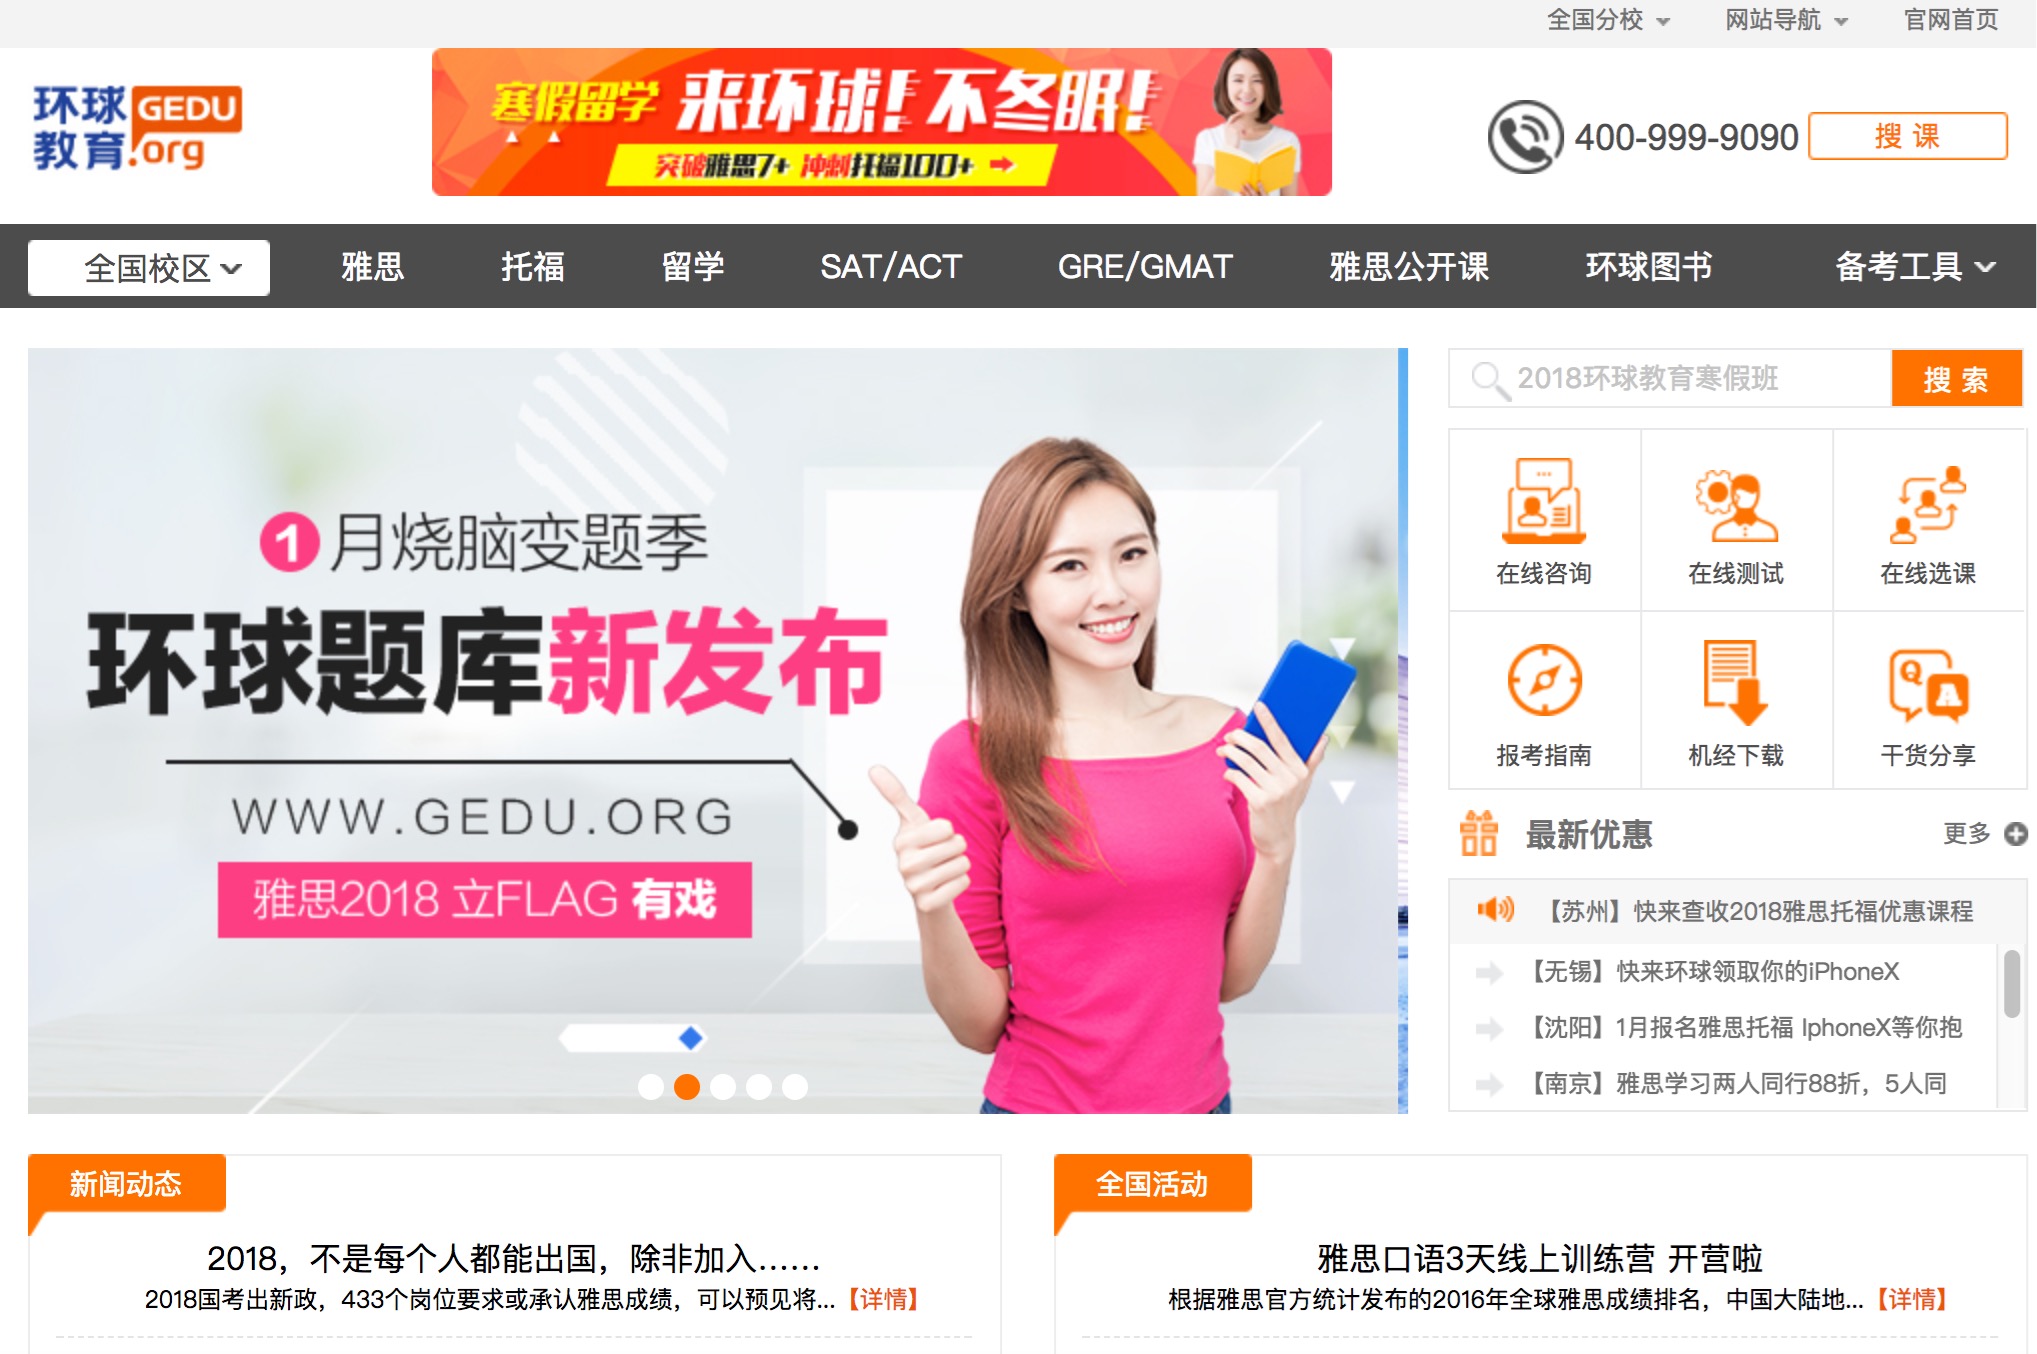 全国分校 网站导航 官网首页
环球 GEDU
教育.org
寒假留学 来环球！不冬眠！
突破雅思7+ 冲刺托福100+
400-999-9090 搜 课
全国校区 雅思 托福 留学 SAT/ACT GRE/GMAT 雅思公开课 环球图书 备考工具
1月烧脑变题季
环球题库新发布
WWW.GEDU.ORG
雅思2018 立FLAG 有戏
2018环球教育寒假班 搜 索
在线咨询 在线测试 在线选课
Q A
报考指南 机经下载 干货分享
最新优惠 更多
【苏州】快来查收2018雅思托福优惠课程
【无锡】快来环球领取你的iPhoneX
【沈阳】1月报名雅思托福 IphoneX等你抱
【南京】雅思学习两人同行88折，5人同
新闻动态
2018，不是每个人都能出国，除非加入……
2018国考出新政，433个岗位要求或承认雅思成绩，可以预见将...【详情】
全国活动
雅思口语3天线上训练营 开营啦
根据雅思官方统计发布的2016年全球雅思成绩排名，中国大陆地...【详情】